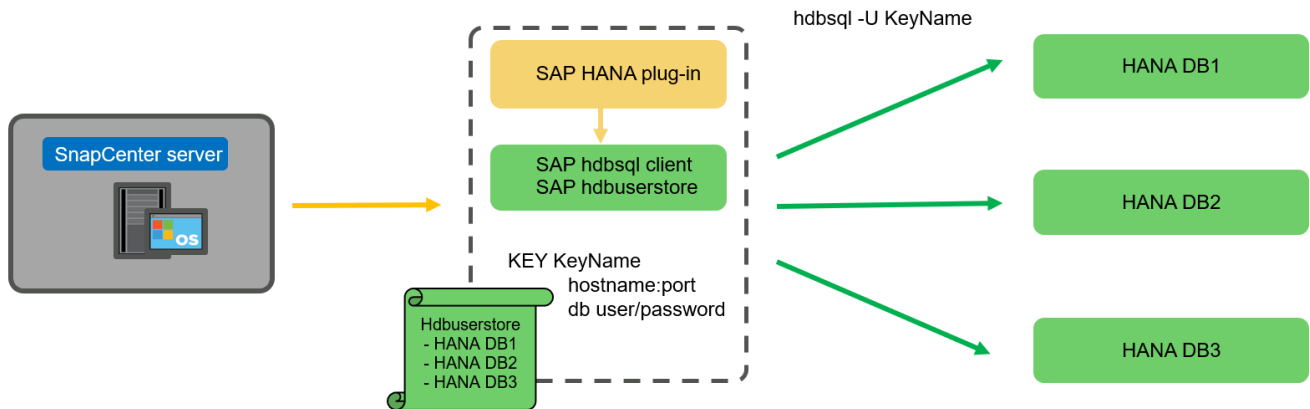 hdbsql -U KeyName
SnapCenter server
OS
SAP HANA plug-in
SAP hdbsql client
SAP hdbuserstore
KEY KeyName
hostname:port
db user/password
Hdbuserstore
- HANA DB1
- HANA DB2
- HANA DB3
HANA DB1
HANA DB2
HANA DB3